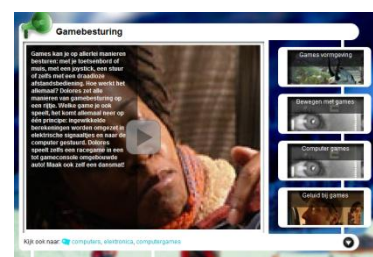 Gamebesturing
Games kan je op allerlei manieren
besturen: met je toetsenbord of
muis, met een joystick, een stuur
of zelfs met een draadloze
afstandsbediening. Hoe werkt het
allemaal? Dolores zet alle
manieren van gamebesturing op
een rijtje. Welke game je ook
speelt, het komt allemaal neer op
één principe: ingewikkelde
berekeningen worden omgezet in
elektrische signaaltjes en naar de
computer gestuurd. Dolores
speelt zelfs een racegame in een
tot gameconsole omgebouwde
auto! Maak ook zelf een dansmat!
Games vormgeving
Bewegen met games
Computer games
Geluid bij games
Kijk ook naar: computers, elektronica, computergames